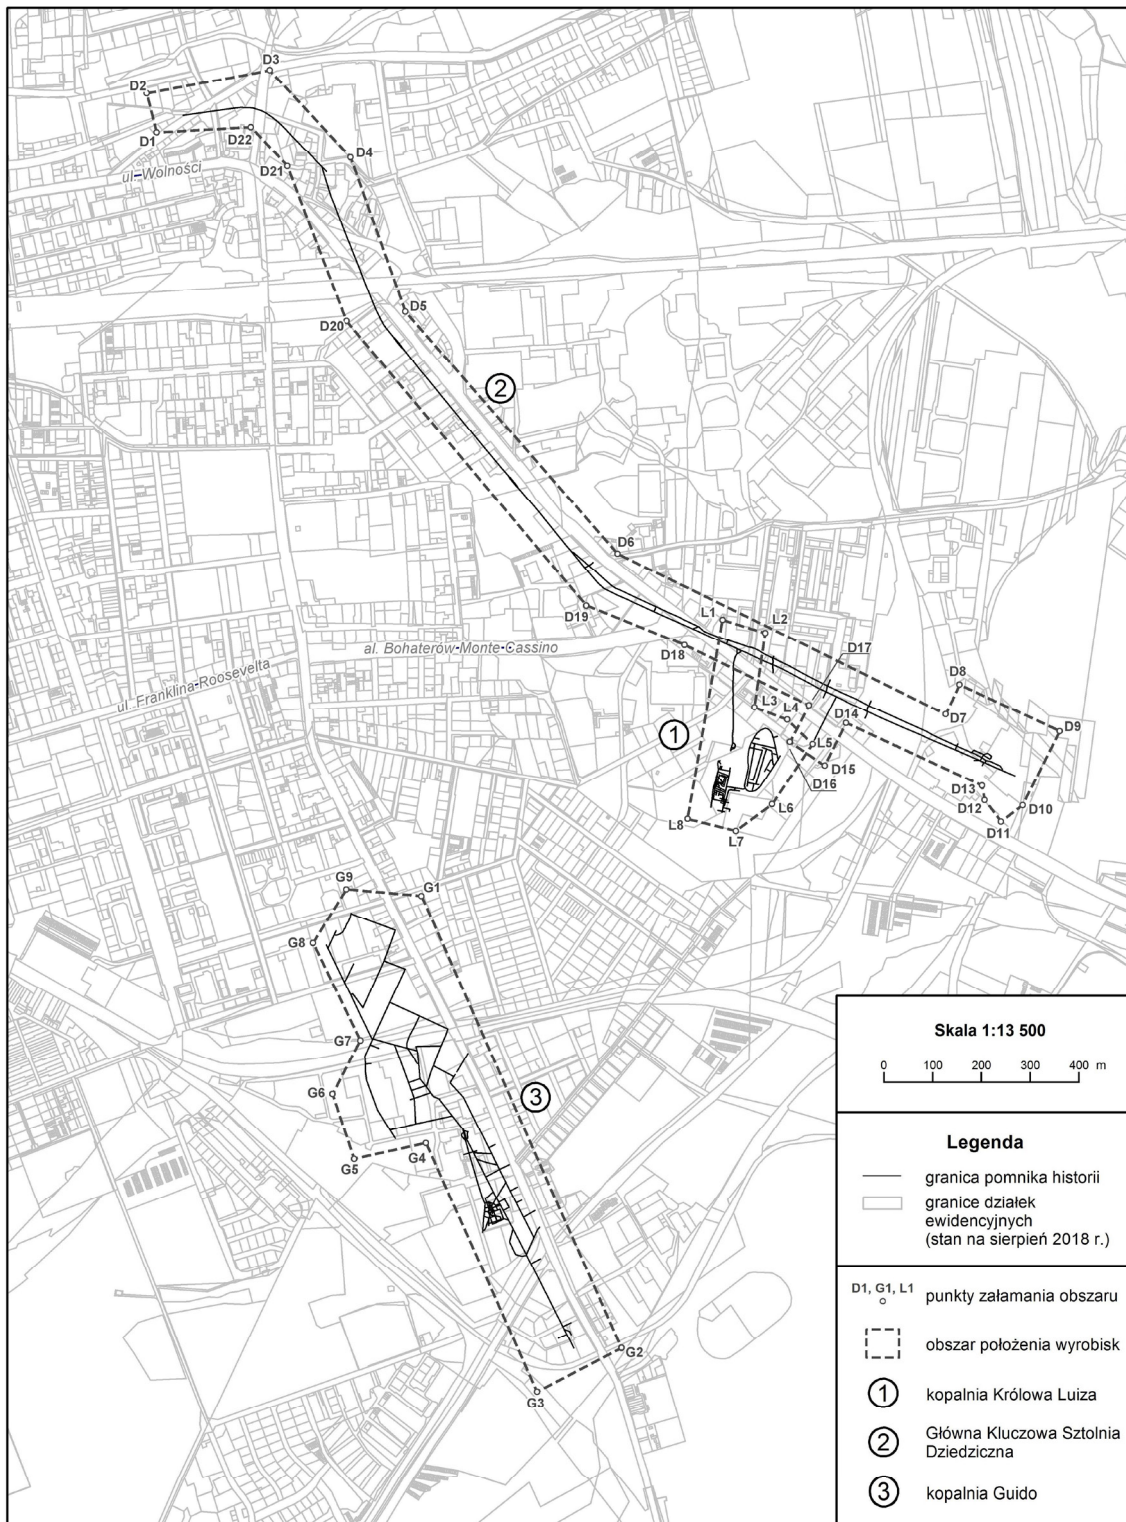 D3
D2
D1
D22
D4
D21
ul. Wolności
D5
D20
2
D6
L1
L2
D19
al. Bohaterów Monte Cassino
D18
D17
ul. Franklina Roosevelta
D8
L3
L4
D14
D7
D9
1
L5
D15
D16
D13
D12
D10
L6
D11
L8
L7
G9
G1
G8
G7
G6
3
G5
G4
G2
G3
Skala 1:13 500
0 100 200 300 400 m
Legenda
granica pomnika historii
granice działek
ewidencyjnych
(stan na sierpień 2018 r.)
D1, G1, L1
punkty załamania obszaru
obszar położenia wyrobisk
1 kopalnia Królowa Luiza
2 Główna Kluczowa Sztolnia
Dziedziczna
3 kopalnia Guido